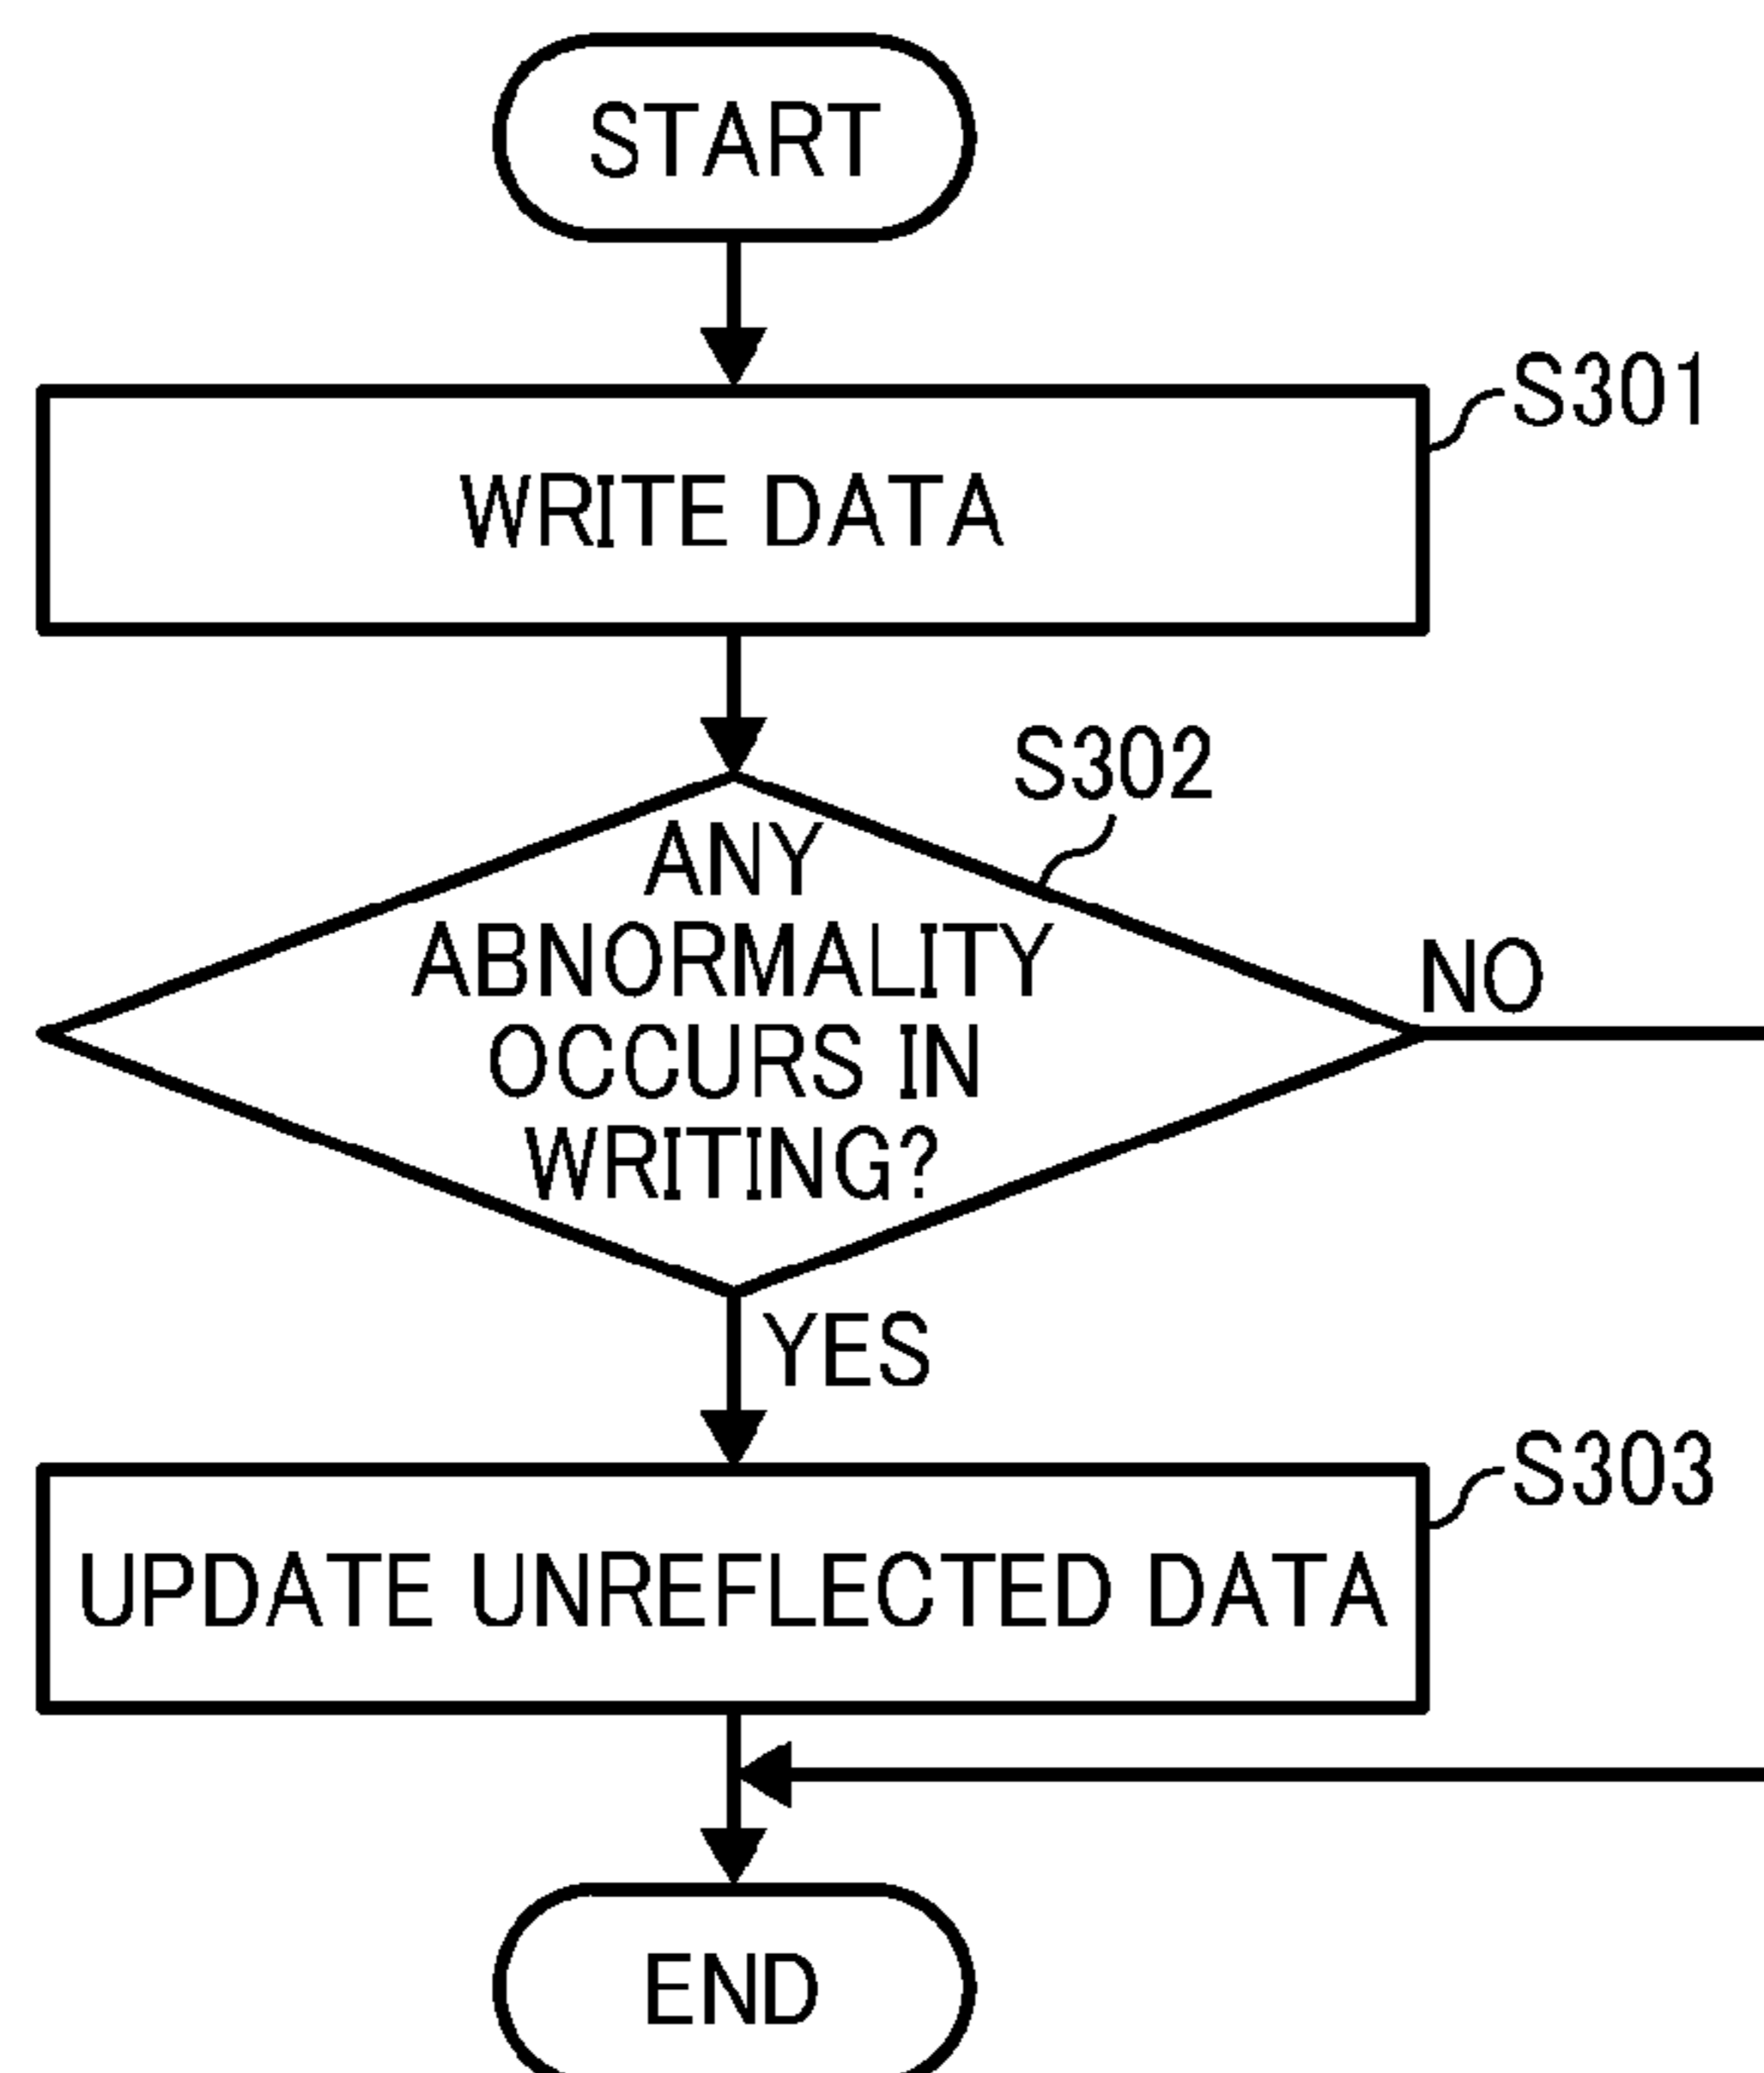 START
S301
WRITE DATA
S302
ANY
ABNORMALITY
OCCURS IN
WRITING?
NO
YES
S303
UPDATE UNREFLECTED DATA
END